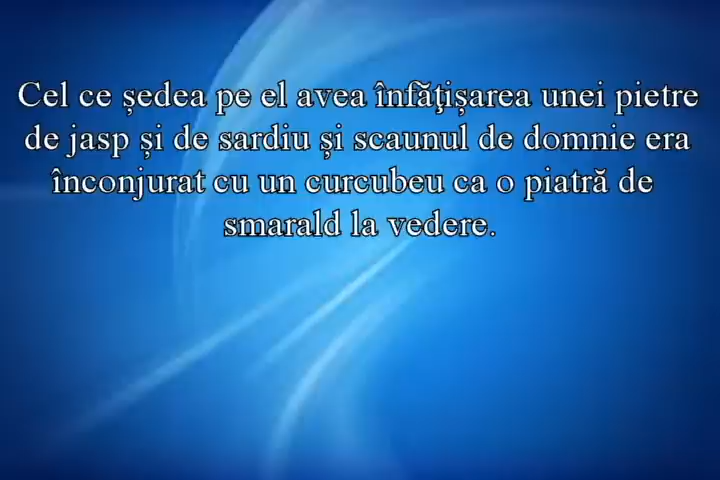 Cel ce ședea pe el avea înfăţișarea unei pietre
de jasp și de sardiu și scaunul de domnie era
înconjurat cu un curcubeu ca o piatră de
smarald la vedere.